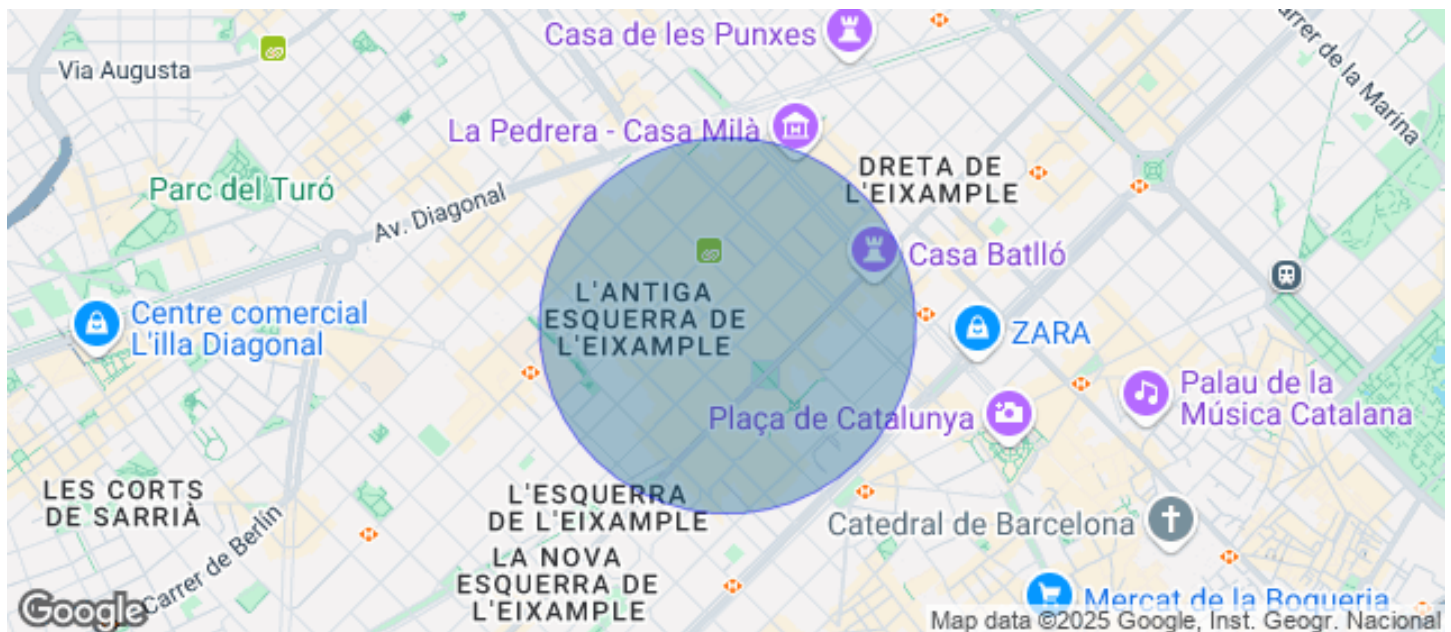 Casa de les Punxes
Via Augusta
Carrer de la Marina
La Pedrera - Casa Milà
DRETA DE
L'EIXAMPLE
Parc del Turó
Av. Diagonal
Casa Batlló
L'ANTIGA
ESQUERRA DE
L'EIXAMPLE
Centre comercial
L'illa Diagonal
ZARA
Plaça de Catalunya
Palau de la
Música Catalana
LES CORTS
DE SARRIÀ
L'ESQUERRA
DE L'EIXAMPLE
Catedral de Barcelona
LA NOVA
ESQUERRA DE
L'EIXAMPLE
Carrer de Berlín
Mercat de la Boqueria
Google
Map data ©2025 Google, Inst. Geogr. Nacional